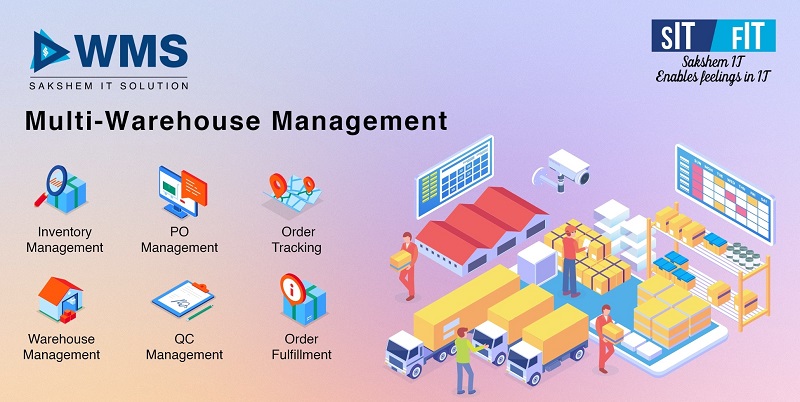 WMS
SAKSHEM IT SOLUTION
SIT FIT
Sakshem IT
Enables feelings in IT
Multi-Warehouse Management
Inventory
Management
PO
Management
Order
Tracking
Warehouse
Management
QC
Management
Order
Fulfillment